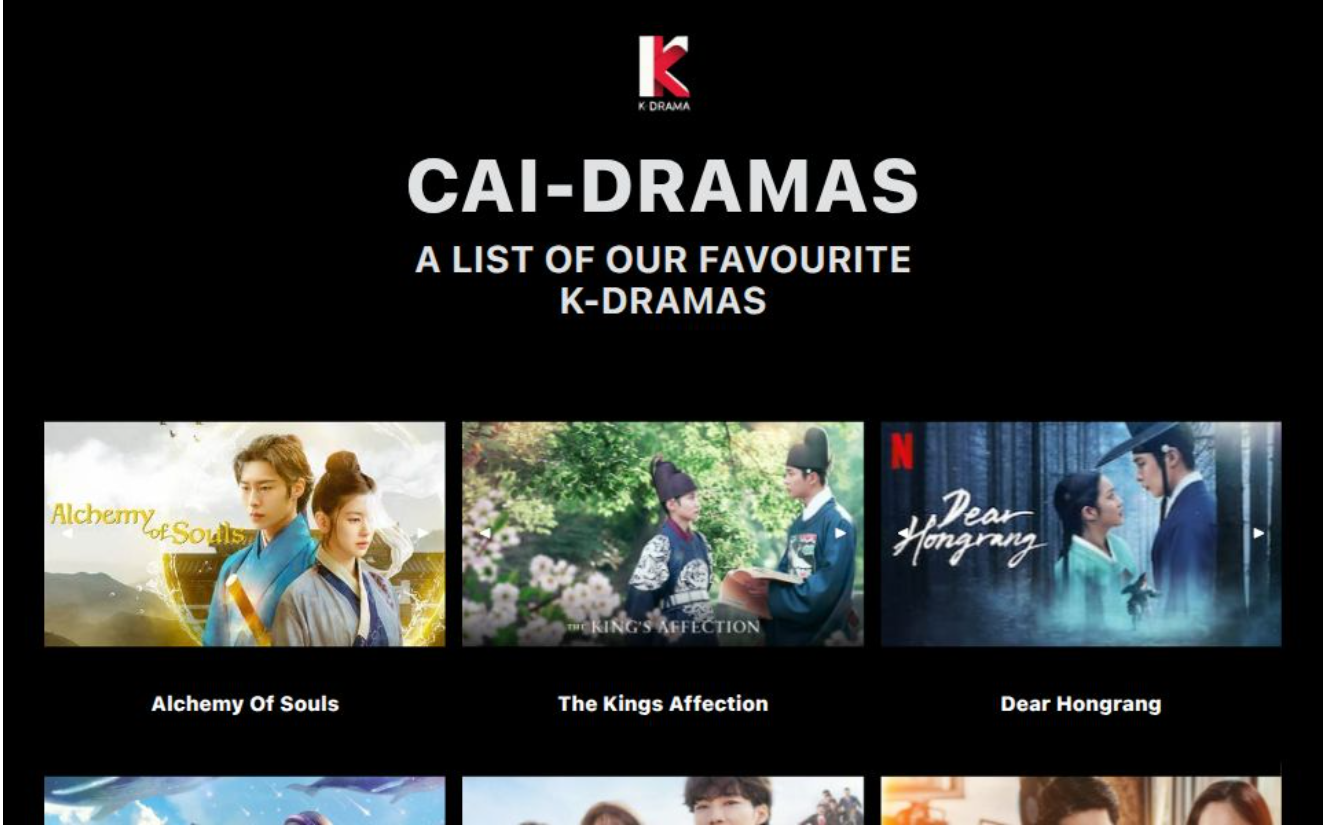 K
K·DRAMA
CAI-DRAMAS
A LIST OF OUR FAVOURITE
K-DRAMAS
Alchemy
of Souls
THE KING'S AFFECTION
N
Dear
Hongrang
Alchemy Of Souls
The Kings Affection
Dear Hongrang